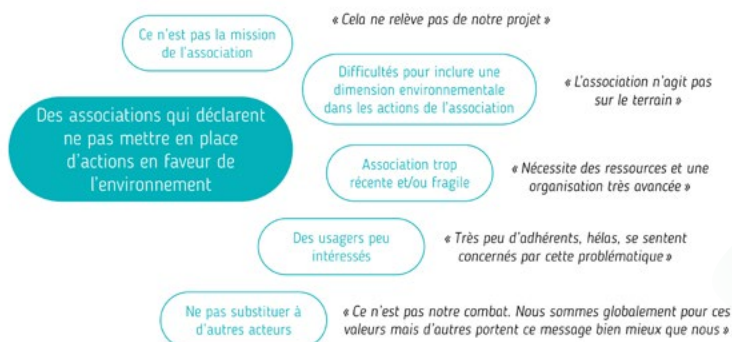 Ce n'est pas la mission
de l'association
« Cela ne relève pas de notre projet »
Des associations qui déclarent
ne pas mettre en place
d'actions en faveur de
l'environnement
Difficultés pour inclure une
dimension environnementale
dans les actions de l'association
« L'association n'agit pas
sur le terrain »
Association trop
récente et/ou fragile
« Nécessite des ressources et une
organisation très avancée »
Des usagers peu
intéressés
« Très peu d'adhérents, hélas, se sentent
concernés par cette problématique »
Ne pas substituer à
d'autres acteurs
« Ce n'est pas notre combat. Nous sommes globalement pour ces
valeurs mais d'autres portent ce message bien mieux que nous »